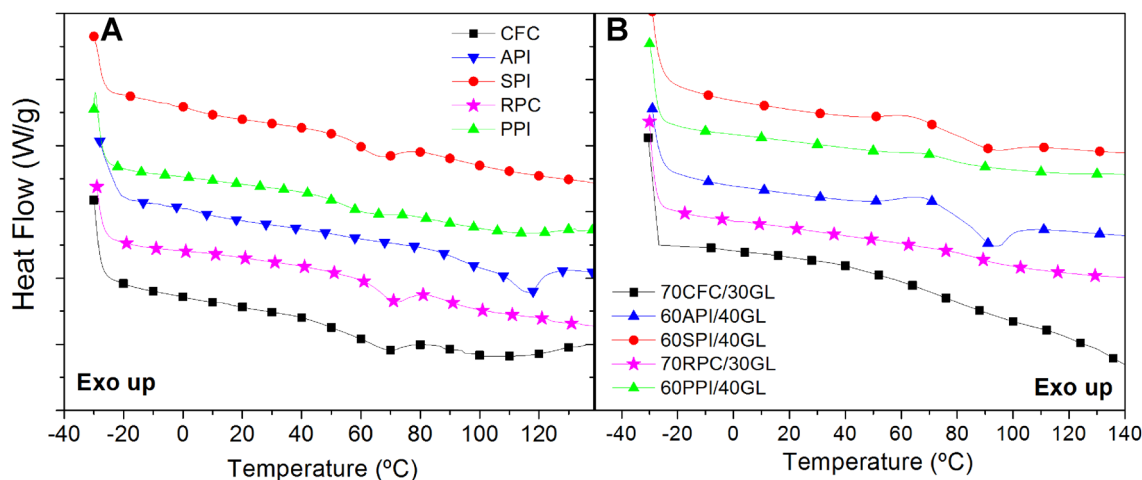 A
CFC
API
SPI
RPC
PPI
Exo up
Heat Flow (W/g)
-40 -20 0 20 40 60 80 100 120
Temperature (ºC)
B
70CFC/30GL
60API/40GL
60SPI/40GL
70RPC/30GL
60PPI/40GL
Exo up
-40 -20 0 20 40 60 80 100 120 140
Temperature (ºC)